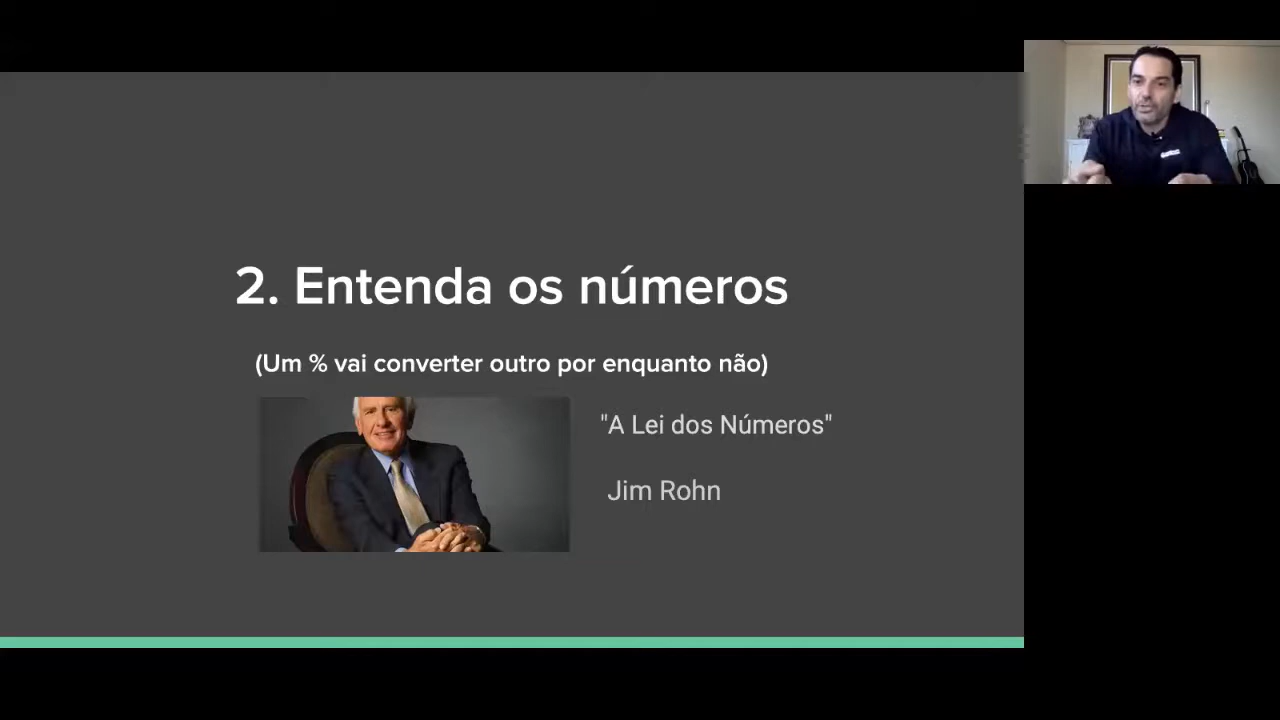 2. Entenda os números
(Um % vai converter outro por enquanto não)
"A Lei dos Números"
Jim Rohn